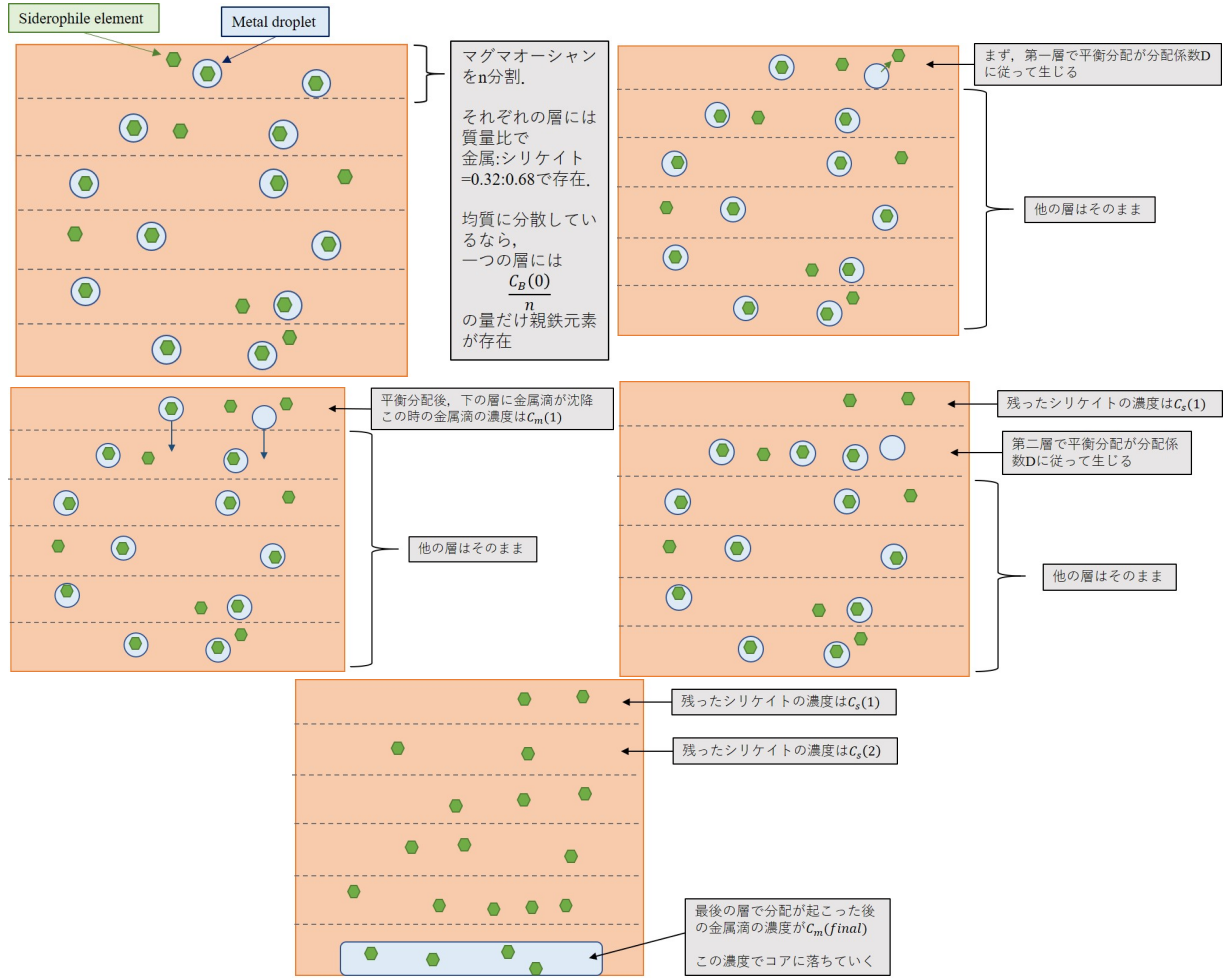 Siderophile element
Metal droplet
マグマオーシャン
をn分割.
それぞれの層には
質量比で
金属:シリケイト
=0.32:0.68で存在.
均質に分散してい
るなら,
一つの層には
C_B(0)
n
の量だけ親鉄元素
が存在
まず，第一層で平衡分配が分配係数D
に従って生じる
他の層はそのまま
平衡分配後，下の層に金属滴が沈降
この時の金属滴の濃度はC_m(1)
他の層はそのまま
残ったシリケイトの濃度はC_s(1)
第二層で平衡分配が分配係
数Dに従って生じる
他の層はそのまま
残ったシリケイトの濃度はC_s(1)
残ったシリケイトの濃度はC_s(2)
最後の層で分配が起こった後
の金属滴の濃度がC_m(final)
この濃度でコアに落ちていく